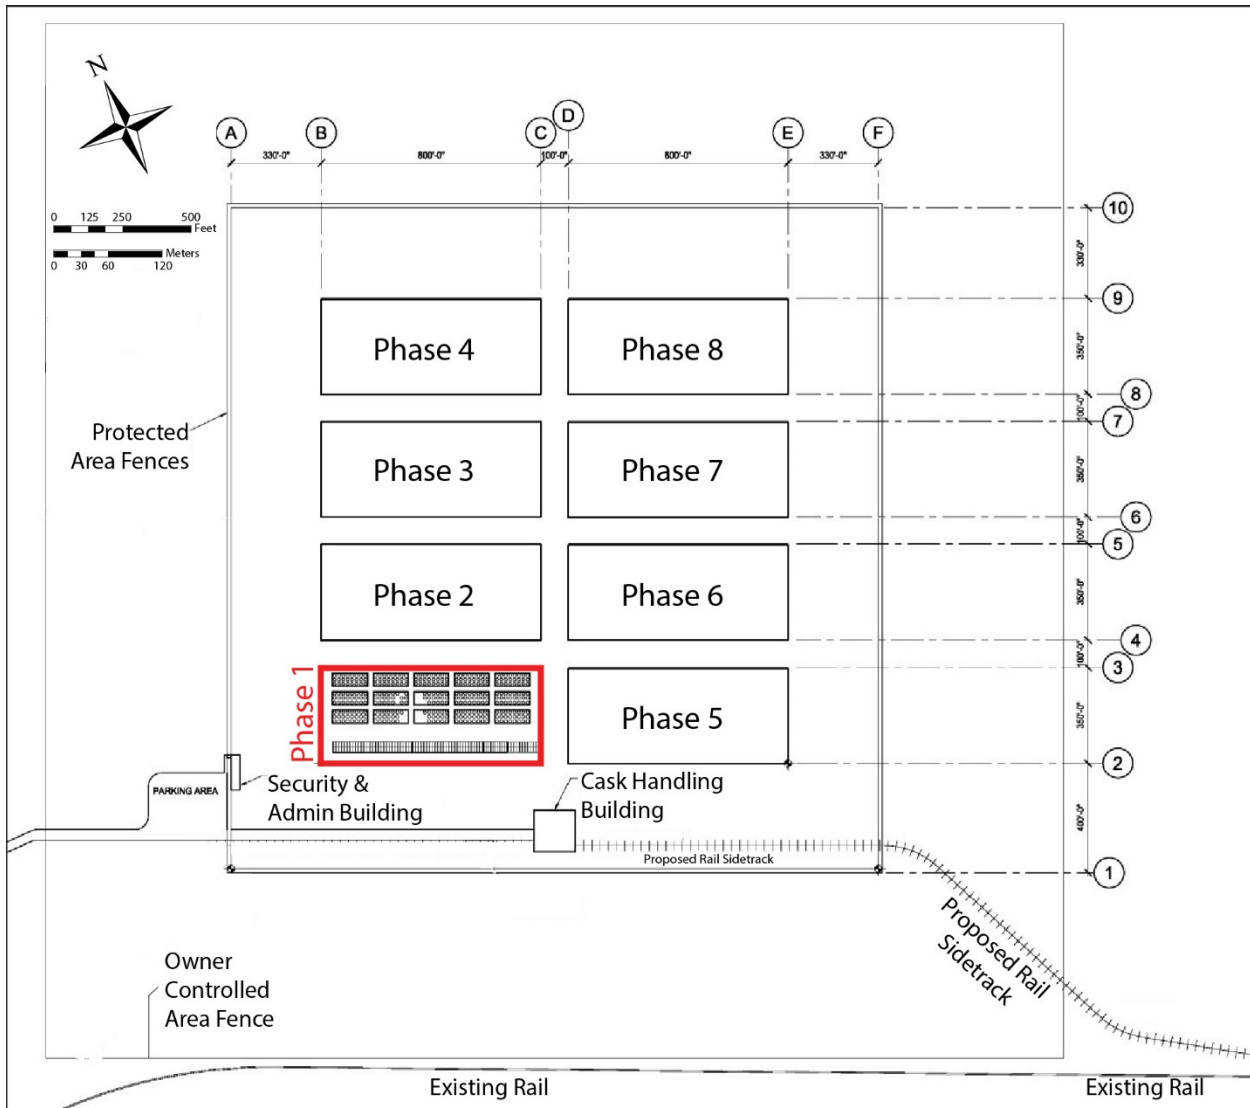 N
A
B
C
D
E
F
330'-0"
800'-0"
100'-0"
800'-0"
330'-0"
0 125 250 500
Feet
Meters
0 30 60 120
10
330'-0"
9
350'-0"
8
100'-0"
7
350'-0"
6
100'-0"
5
350'-0"
4
100'-0"
3
350'-0"
2
400'-0"
1
Phase 4
Phase 8
Protected
Area Fences
Phase 3
Phase 7
Phase 2
Phase 6
Phase 1
Phase 5
PARKING AREA
Security &
Admin Building
Cask Handling
Building
Proposed Rail Sidetrack
Proposed Rail
Sidetrack
Owner
Controlled
Area Fence
Existing Rail
Existing Rail